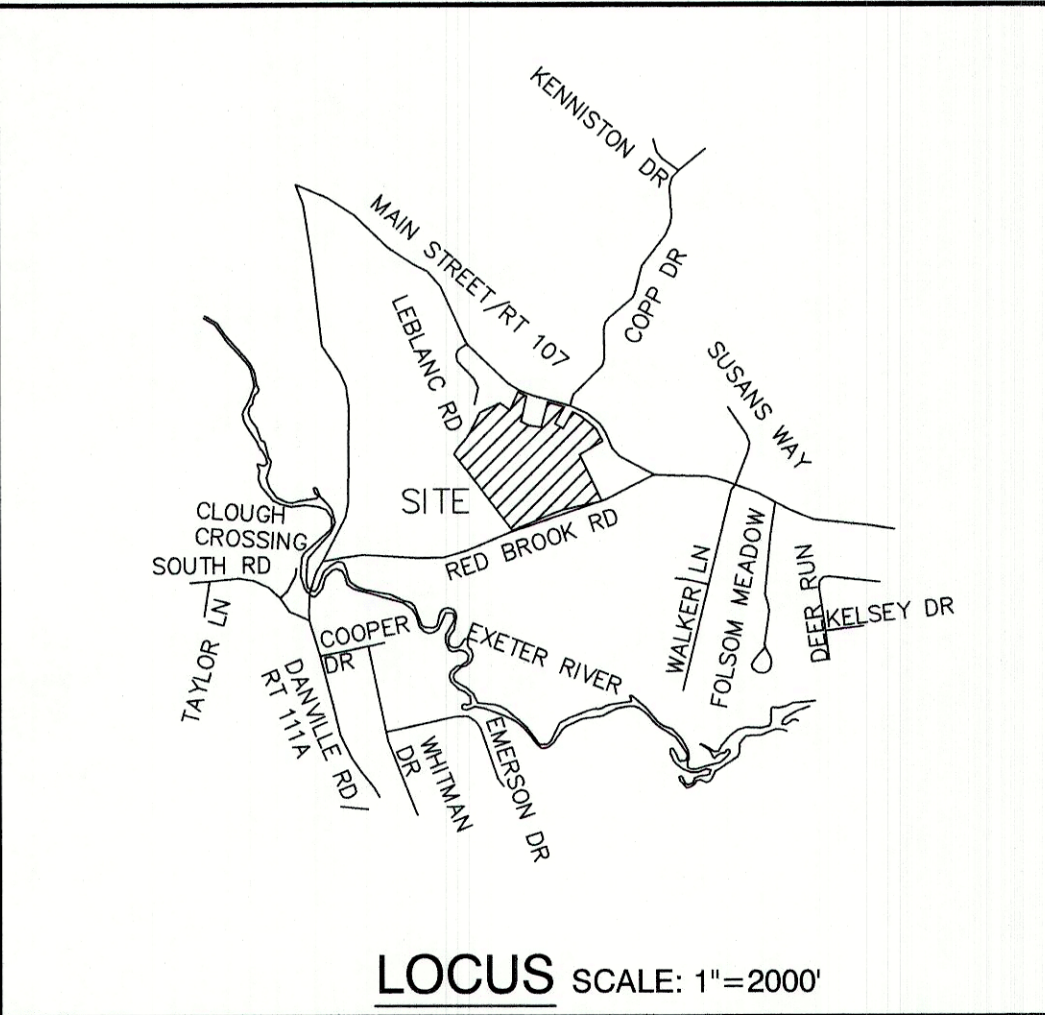 KENNISTON DR
MAIN STREET/RT 107
COPP DR
LEBLANC RD
SUSANS WAY
SITE
CLOUGH
CROSSING
SOUTH RD
RED BROOK RD
TAYLOR LN
COOPER
DR
EXETER RIVER
WALKER LN
FOLSOM MEADOW
DEER RUN
KELSEY DR
DANVILLE RD/
RT 111A
WHITMAN
DR
EMERSON DR
LOCUS SCALE: 1"=2000'